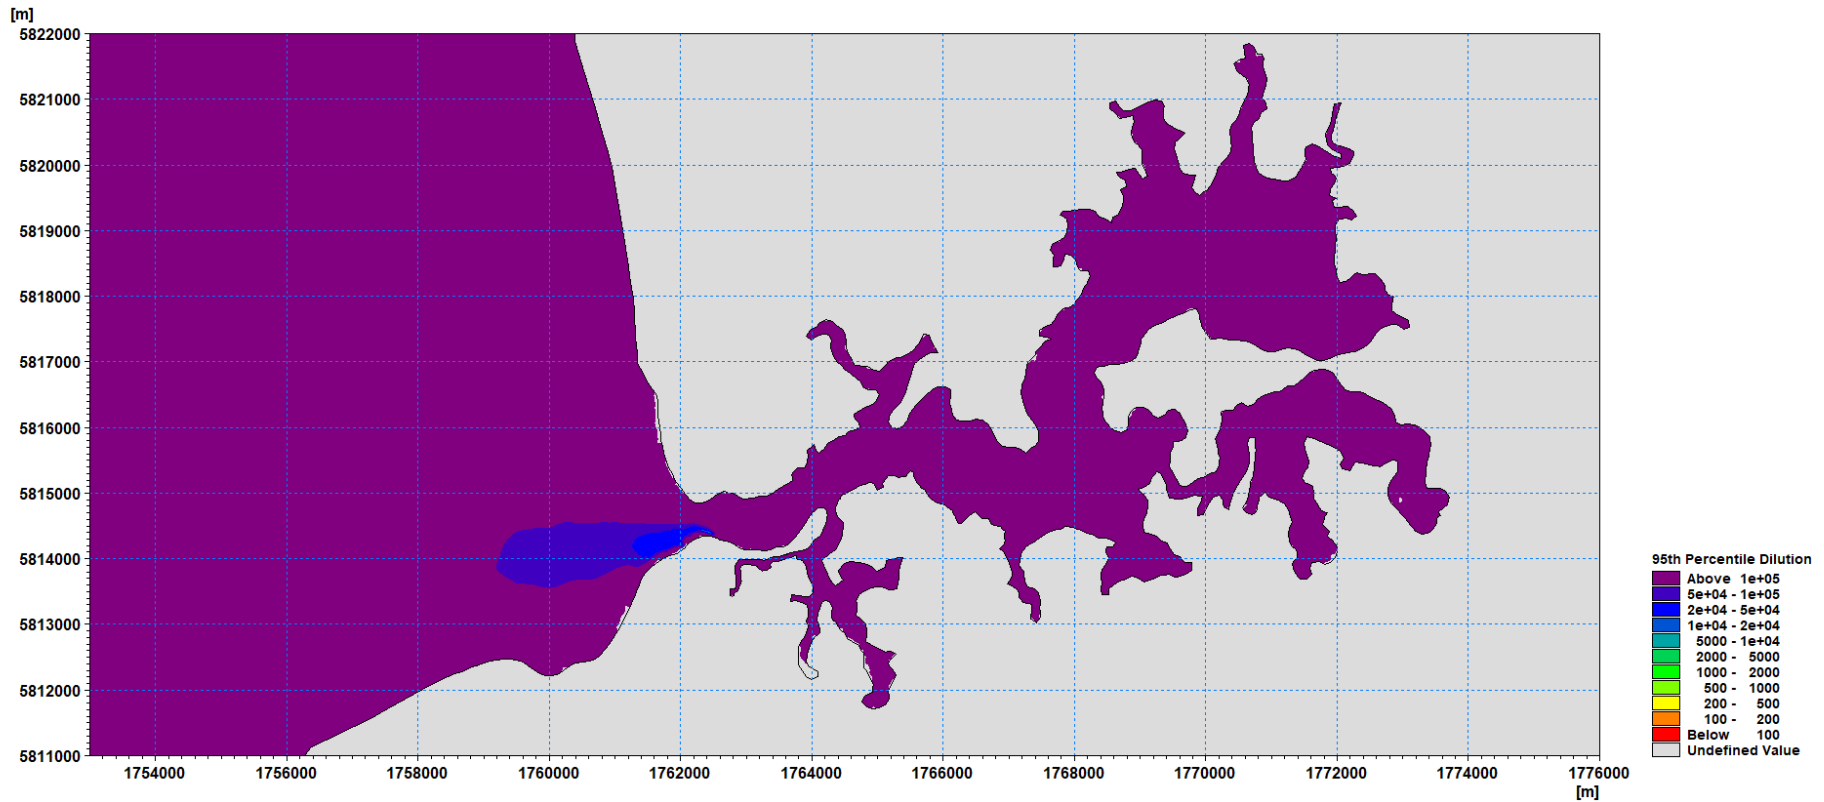 [m]
5822000
5821000
5820000
5819000
5818000
5817000
5816000
5815000
5814000
5813000
5812000
5811000
1754000 1756000 1758000 1760000 1762000 1764000 1766000 1768000 1770000 1772000 1774000 1776000
[m]
95th Percentile Dilution
Above 1e+05
5e+04 - 1e+05
2e+04 - 5e+04
1e+04 - 2e+04
5000 - 1e+04
2000 - 5000
1000 - 2000
500 - 1000
200 - 500
100 - 200
Below 100
Undefined Value